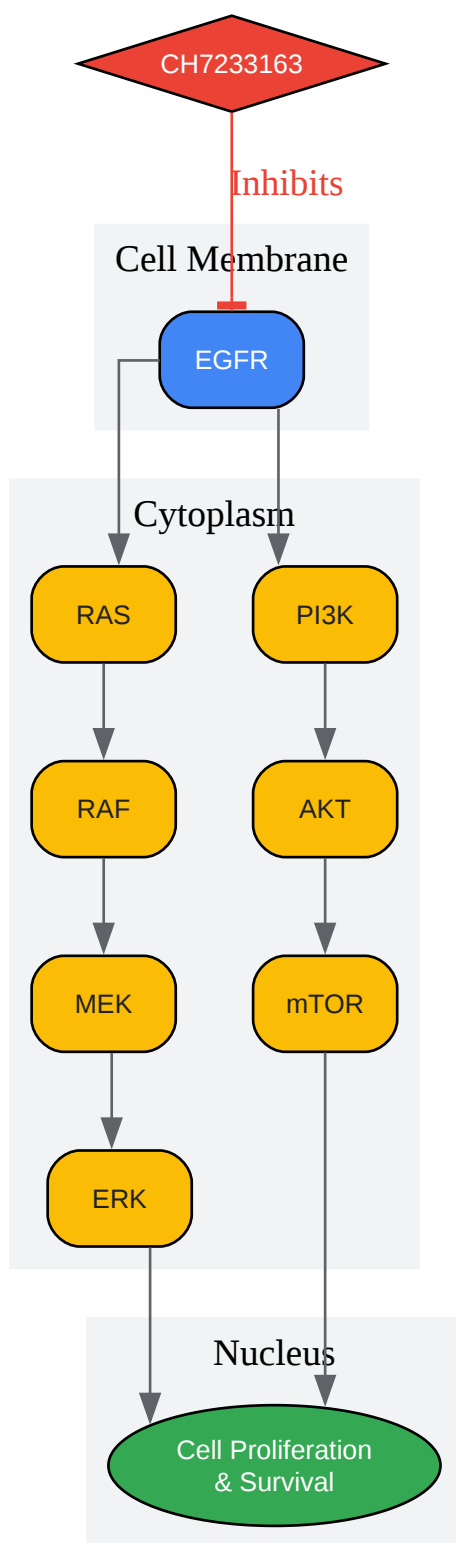 CH7233163
Inhibits
Cell Membrane
EGFR
Cytoplasm
RAS
PI3K
RAF
AKT
MEK
mTOR
ERK
Nucleus
Cell Proliferation
& Survival